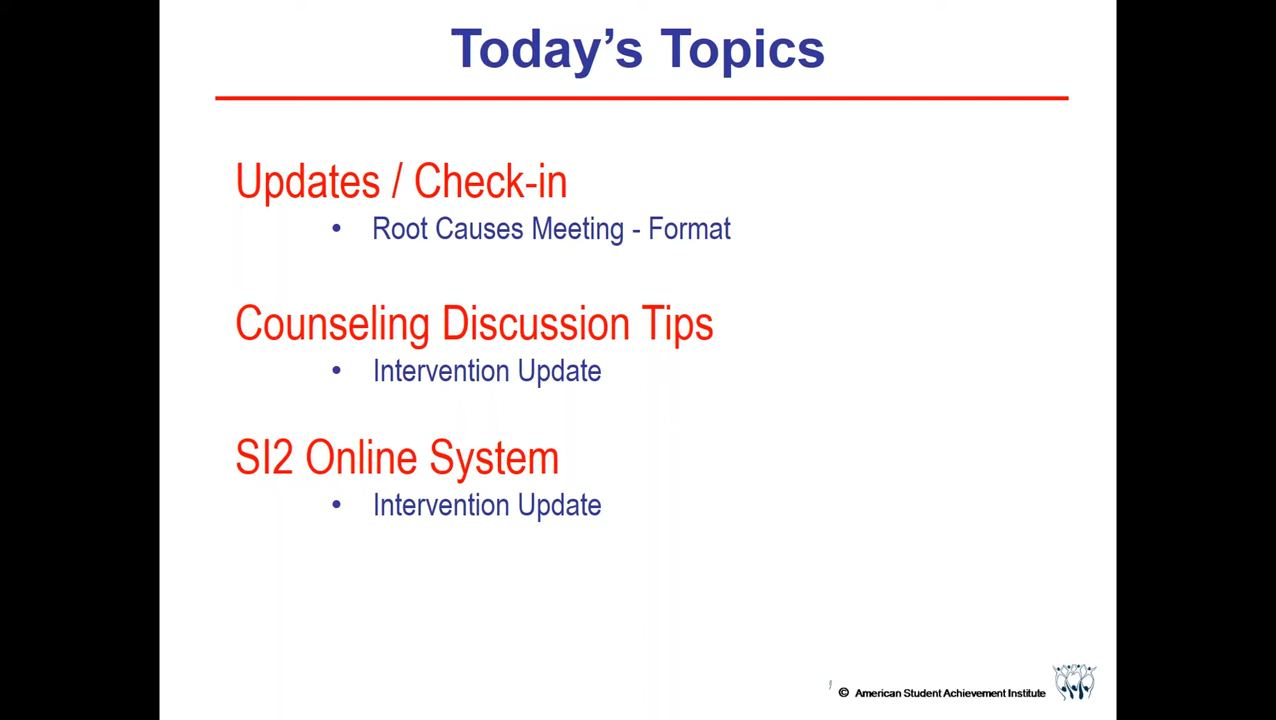 Today’s Topics
Updates / Check-in
• Root Causes Meeting - Format
Counseling Discussion Tips
• Intervention Update
SI2 Online System
• Intervention Update
© American Student Achievement Institute